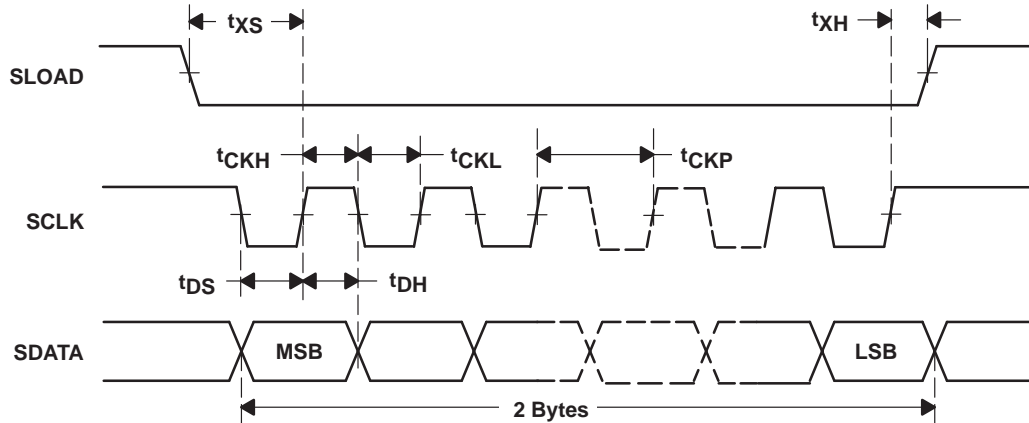 tXS
tXH
SLOAD
tCKH
tCKL
tCKP
SCLK
tDS
tDH
SDATA
MSB
LSB
2 Bytes